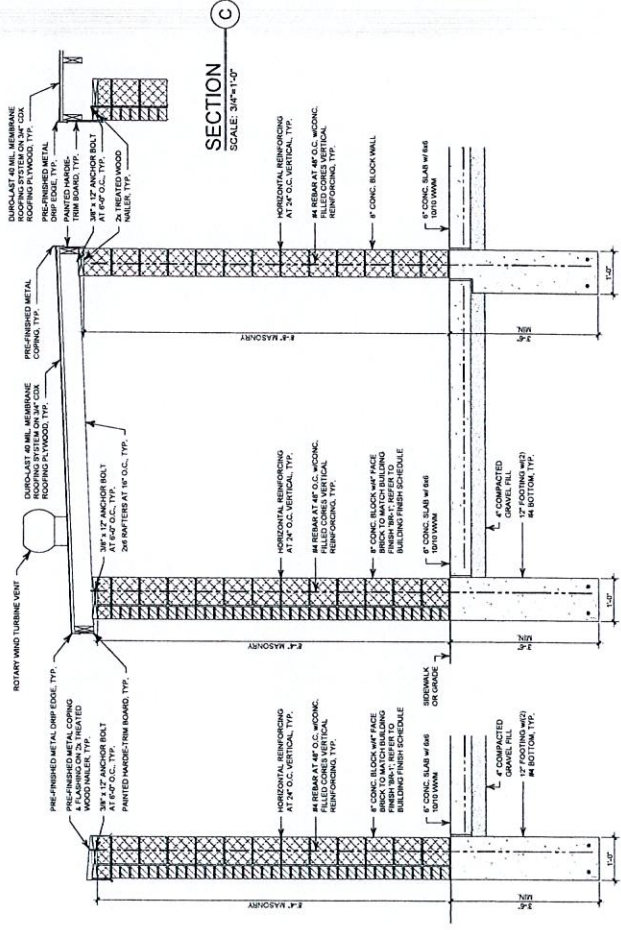 ROTARY WIND TURBINE VENT
DURO-LAST 40 MIL. MEMBRANE
ROOFING SYSTEM ON 3/4" CDX
ROOFING PLYWOOD, TYP.
PRE-FINISHED METAL
COPING, TYP.
DURO-LAST 40 MIL. MEMBRANE
ROOFING SYSTEM ON 3/4" CDX
ROOFING PLYWOOD, TYP.
PRE-FINISHED METAL
DRIP EDGE, TYP.
PAINTED HARDIE-
TRIM BOARD, TYP.
3/8" x 12" ANCHOR BOLT
AT 6'-0" O.C., TYP.
2x TREATED WOOD
NAILER, TYP.
PRE-FINISHED METAL DRIP EDGE, TYP.
PRE-FINISHED METAL COPING
& FLASHING ON 2x TREATED
WOOD NAILER, TYP.
3/8" x 12" ANCHOR BOLT
AT 6'-0" O.C., TYP.
PAINTED HARDIE-TRIM BOARD, TYP.
3/8" x 12" ANCHOR BOLT
AT 6'-0" O.C., TYP.
2x6 RAFTERS AT 16" O.C., TYP.
8'-4" MASONRY
HORIZONTAL REINFORCING
AT 24" O.C. VERTICAL, TYP.
#4 REBAR AT 48" O.C. w/CONC.
FILLED CORES VERTICAL
REINFORCING, TYP.
8" CONC. BLOCK w/4" FACE
BRICK TO MATCH BUILDING
FINISH 'BR-1'; REFER TO
BUILDING FINISH SCHEDULE
6" CONC. SLAB w/ 6x6
10/10 WWM
4" COMPACTED
GRAVEL FILL
12" FOOTING w/(2)
#4 BOTTOM, TYP.
3'-6"
MIN.
1'-0"
8'-4" MASONRY
SIDEWALK
OR GRADE
HORIZONTAL REINFORCING
AT 24" O.C. VERTICAL, TYP.
#4 REBAR AT 48" O.C. w/CONC.
FILLED CORES VERTICAL
REINFORCING, TYP.
8" CONC. BLOCK w/4" FACE
BRICK TO MATCH BUILDING
FINISH 'BR-1'; REFER TO
BUILDING FINISH SCHEDULE
6" CONC. SLAB w/ 6x6
10/10 WWM
4" COMPACTED
GRAVEL FILL
12" FOOTING w/(2)
#4 BOTTOM, TYP.
3'-6"
MIN.
1'-0"
8'-8" MASONRY
HORIZONTAL REINFORCING
AT 24" O.C. VERTICAL, TYP.
#4 REBAR AT 48" O.C. w/CONC.
FILLED CORES VERTICAL
REINFORCING, TYP.
8" CONC. BLOCK WALL
6" CONC. SLAB w/ 6x6
10/10 WWM
3'-6"
MIN.
1'-0"
SECTION
SCALE: 3/4"=1'-0"
C